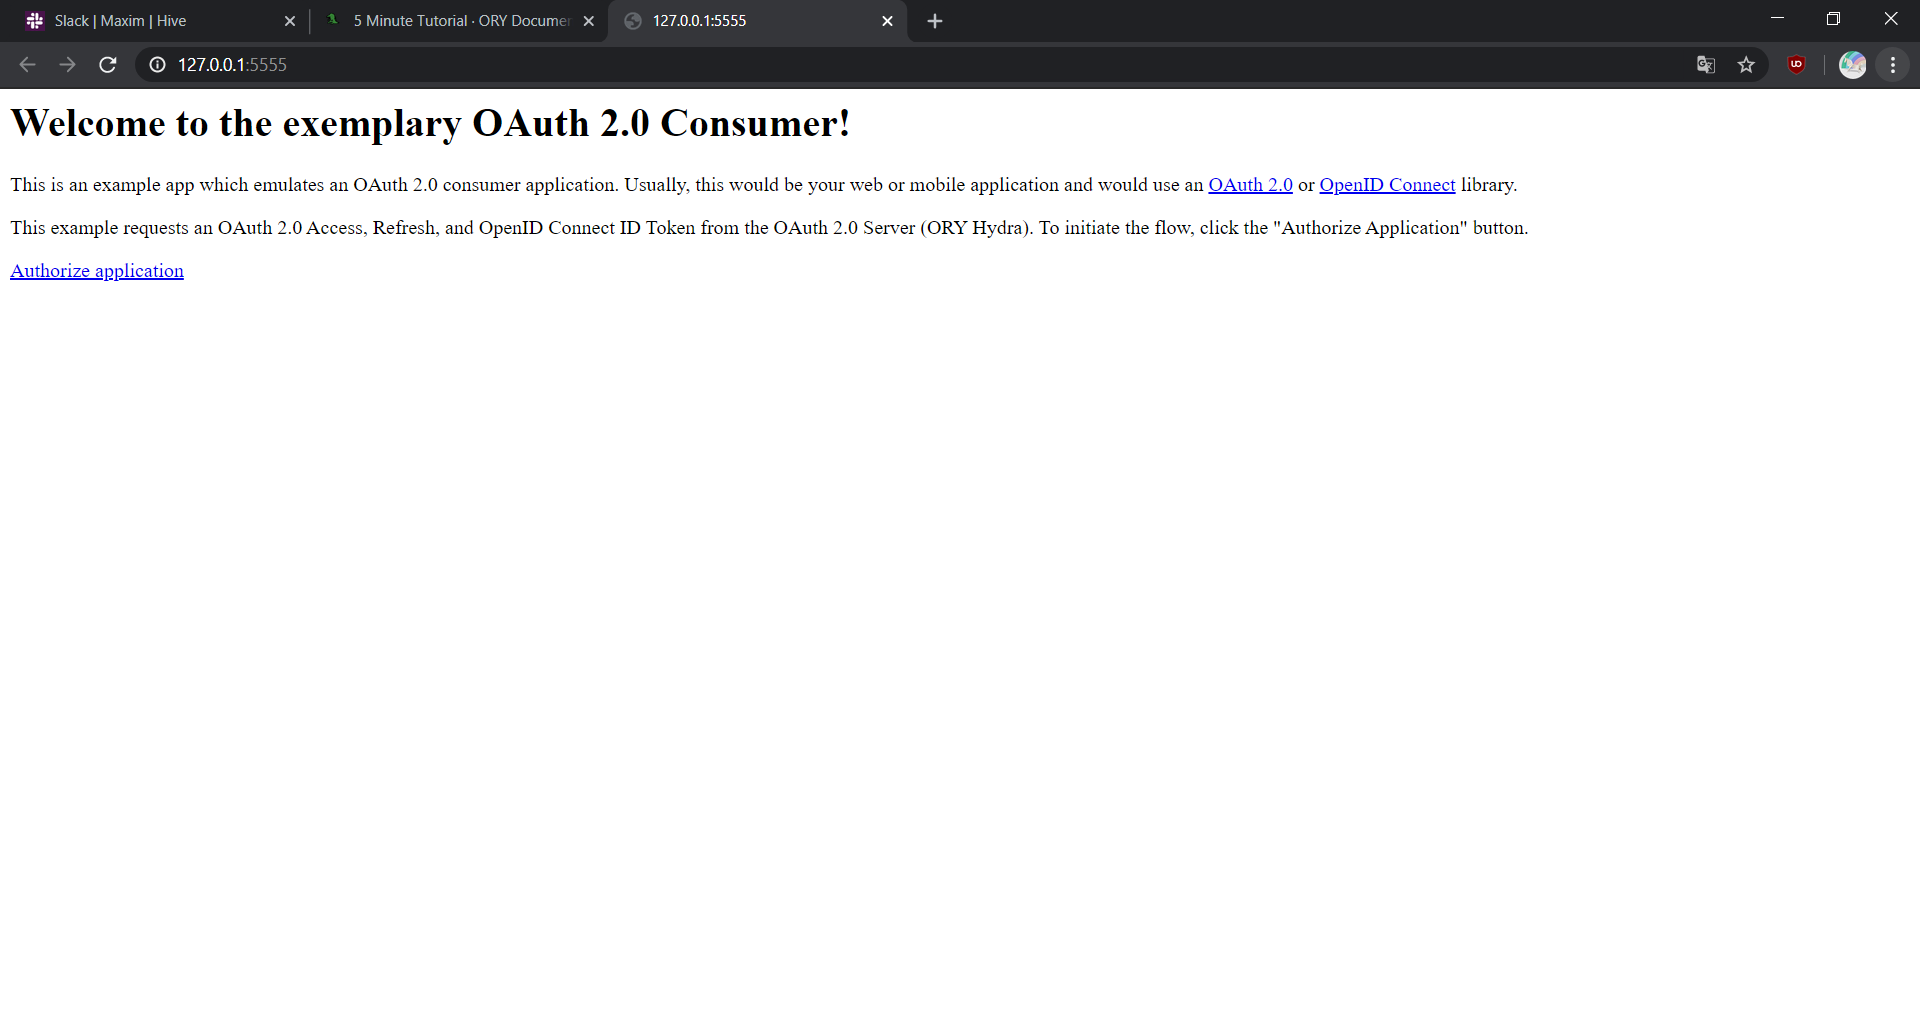 Slack | Maxim | Hive
5 Minute Tutorial · ORY Documen
127.0.0.1:5555
127.0.0.1:5555
Welcome to the exemplary OAuth 2.0 Consumer!
This is an example app which emulates an OAuth 2.0 consumer application. Usually, this would be your web or mobile application and would use an OAuth 2.0 or OpenID Connect library.
This example requests an OAuth 2.0 Access, Refresh, and OpenID Connect ID Token from the OAuth 2.0 Server (ORY Hydra). To initiate the flow, click the "Authorize Application" button.
Authorize application